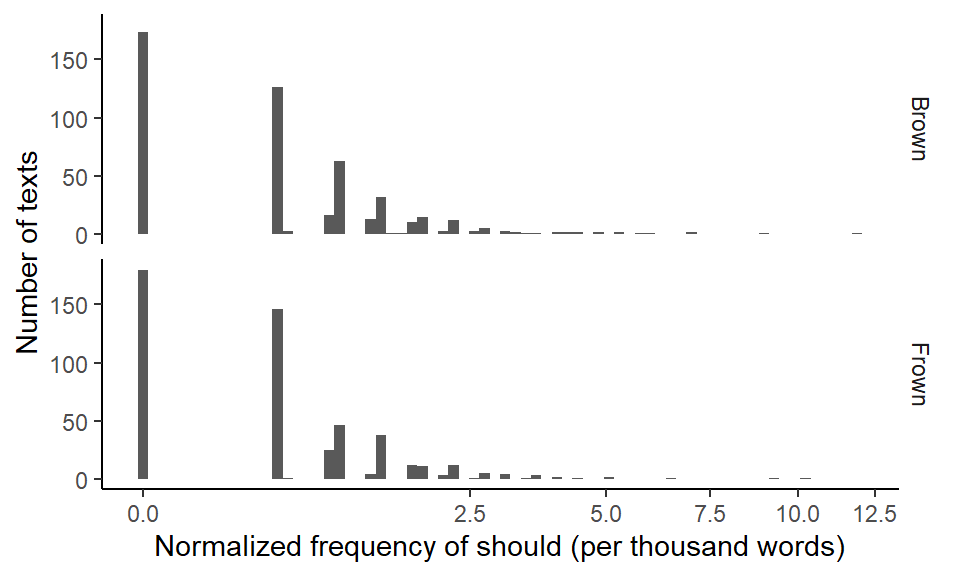 150
100
50
0
Brown
150
100
50
0
Frown
Number of texts
0.0 2.5 5.0 7.5 10.0 12.5
Normalized frequency of should (per thousand words)